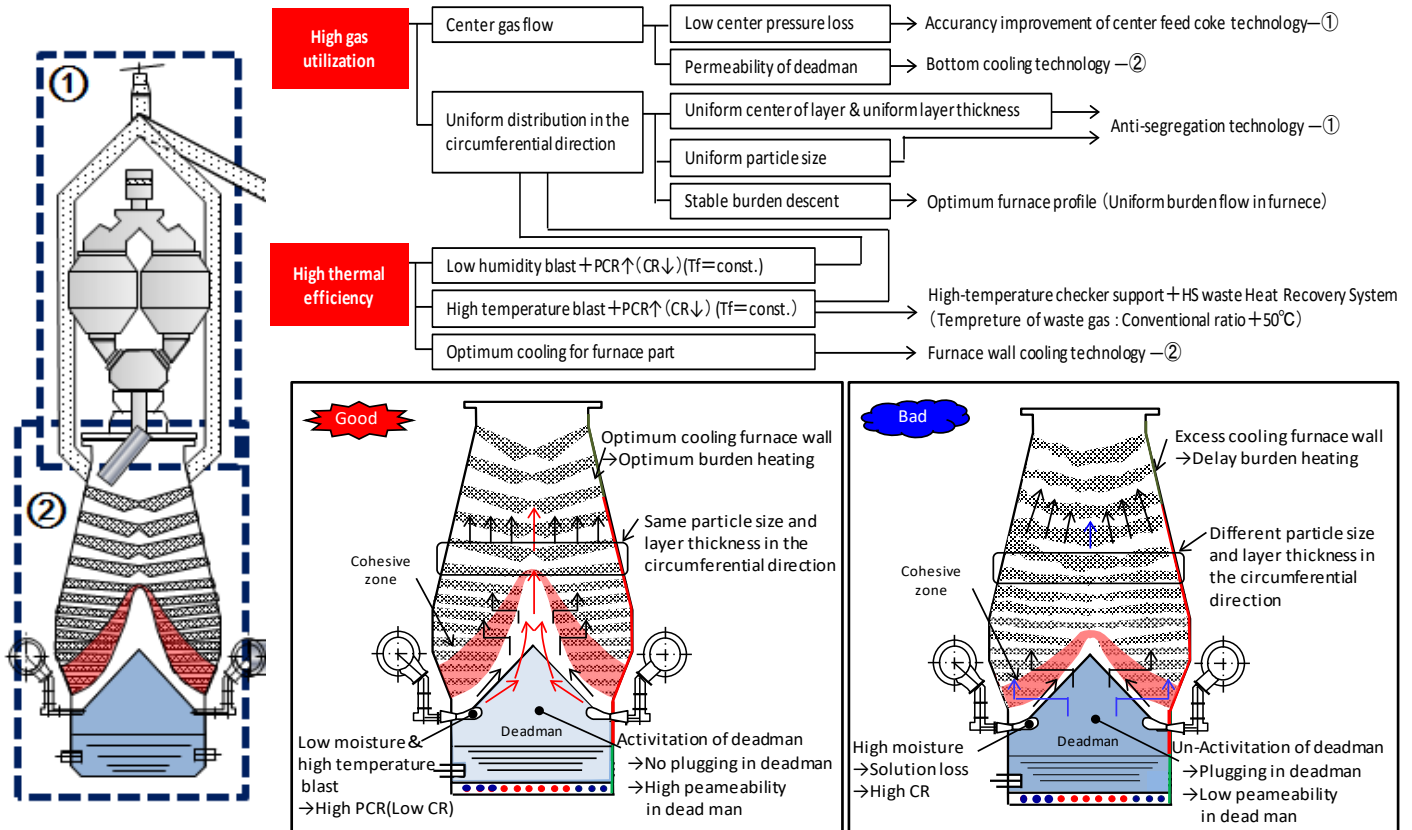 ①
②
High gas
utilization
Center gas flow
Low center pressure loss
Accurancy improvement of center feed coke technology—①
Permeability of deadman
Bottom cooling technology —②
Uniform distribution in the
circumferential direction
Uniform center of layer & uniform layer thickness
Anti-segregation technology —①
Uniform particle size
Stable burden descent
Optimum furnace profile (Uniform burden flow in furnece)
High thermal
efficiency
Low humidity blast＋PCR↑(CR↓)(Tf＝const.)
High temperature blast＋PCR↑(CR↓) (Tf＝const.)
High-temperature checker support＋HS waste Heat Recovery System
(Tempreture of waste gas : Conventional ratio＋50℃)
Optimum cooling for furnace part
Furnace wall cooling technology —②
Good
Optimum cooling furnace wall
→Optimum burden heating
Same particle size and
layer thickness in the
circumferential direction
Cohesive
zone
Deadman
Low moisture &
high temperature
blast
→High PCR(Low CR)
Activitation of deadman
→No plugging in deadman
→High peameability
in dead man
Bad
Excess cooling furnace wall
→Delay burden heating
Different particle size
and layer thickness in
the circumferential
direction
Cohesive
zone
Deadman
High moisture
→Solution loss
→High CR
Un-Activitation of deadman
→Plugging in deadman
→Low peameability
in dead man